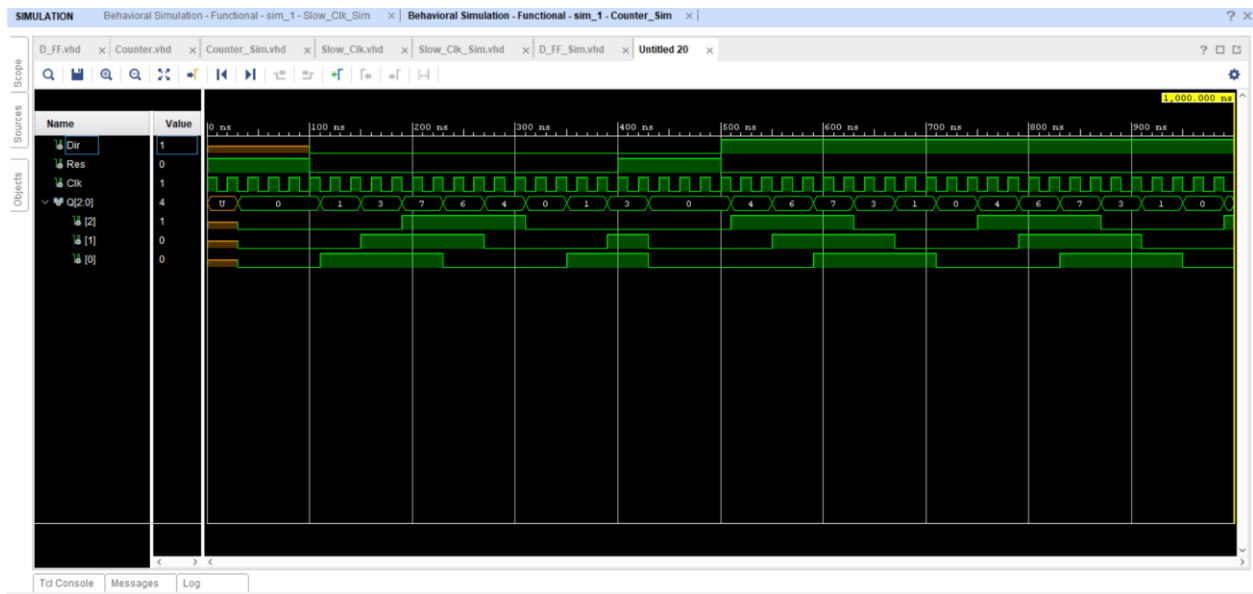 SIMULATION Behavioral Simulation - Functional - sim_1 - Slow_Clk_Sim × Behavioral Simulation - Functional - sim_1 - Counter_Sim × ? ×
D_FF.vhd × Counter.vhd × Counter_Sim.vhd × Slow_Clk.vhd × Slow_Clk_Sim.vhd × D_FF_Sim.vhd × Untitled 20 × ?
Scope
Sources
Objects
1,000.000 ns
Name Value 0 ns 100 ns 200 ns 300 ns 400 ns 500 ns 600 ns 700 ns 800 ns 900 ns
Dir 1
Res 0
Clk 1
Q[2:0] 4 U 0 1 3 7 6 4 0 1 3 0 4 6 7 3 1 0 4 6 7 3 1 0
[2] 1
[1] 0
[0] 0
Tcl Console Messages Log